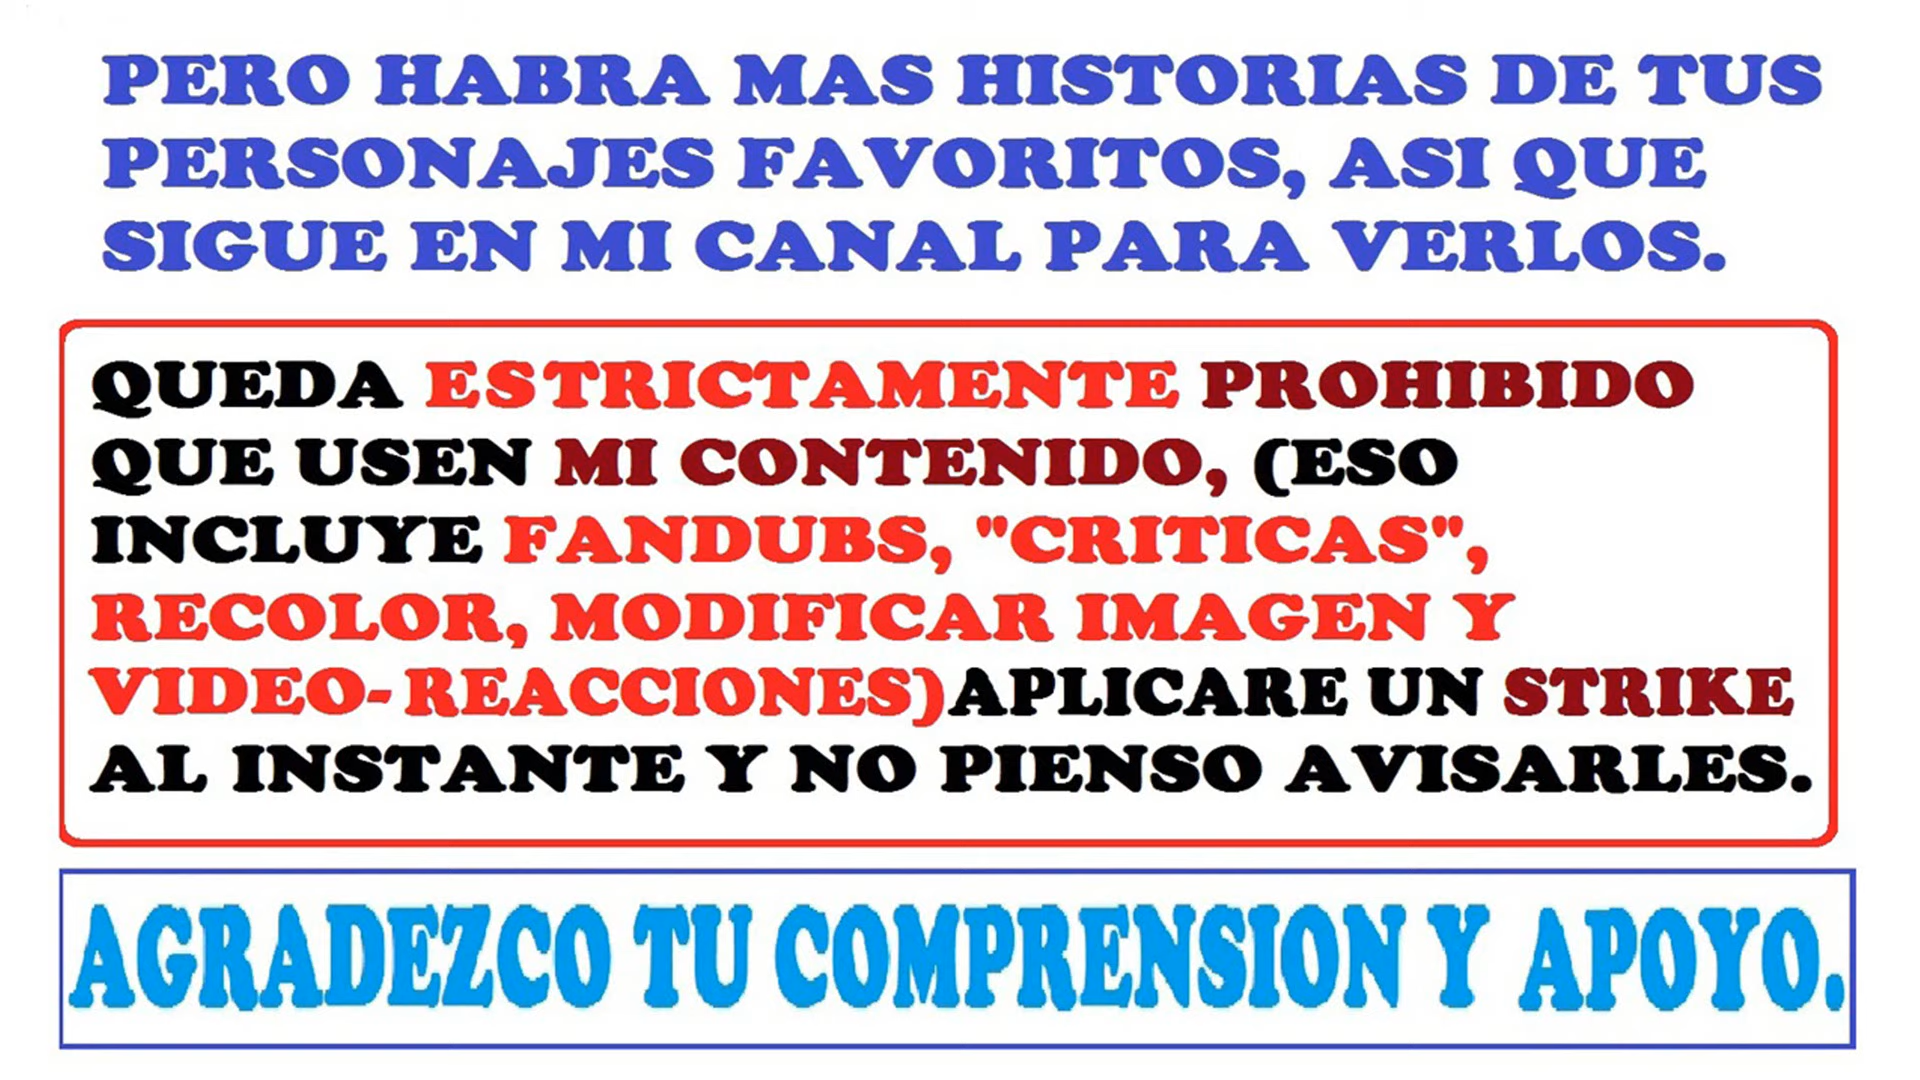 PERO HABRA MAS HISTORIAS DE TUS
PERSONAJES FAVORITOS, ASI QUE
SIGUE EN MI CANAL PARA VERLOS.
QUEDA ESTRICTAMENTE PROHIBIDO
QUE USEN MI CONTENIDO, (ESO
INCLUYE FANDUBS, "CRITICAS",
RECOLOR, MODIFICAR IMAGEN Y
VIDEO-REACCIONES)APLICARE UN STRIKE
AL INSTANTE Y NO PIENSO AVISARLES.
AGRADEZCO TU COMPRENSION Y APOYO.